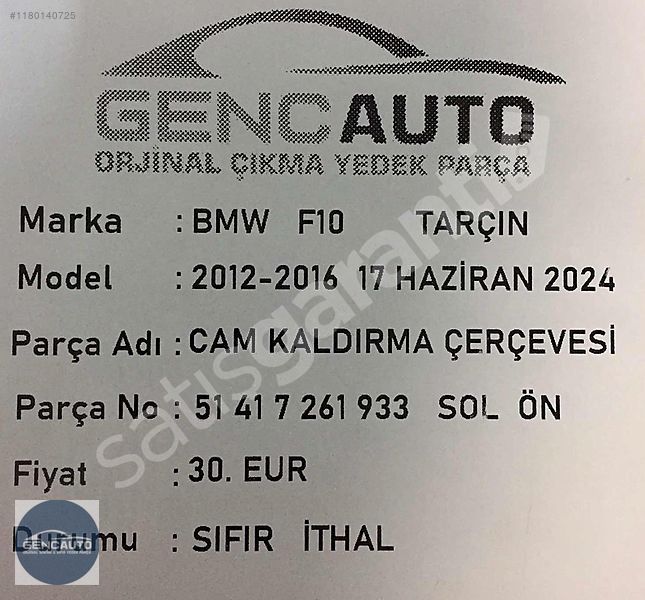 #1180140725
GENCAUTO
ORJİNAL ÇIKMA YEDEK PARÇA
Marka : BMW F10 TARÇIN
Model : 2012-2016 17 HAZİRAN 2024
Parça Adı : CAM KALDIRMA ÇERÇEVESİ
Parça No : 51 41 7 261 933 SOL ÖN
Fiyat : 30. EUR
Durumu : SIFIR İTHAL
GENCAUTO
satisgaranti